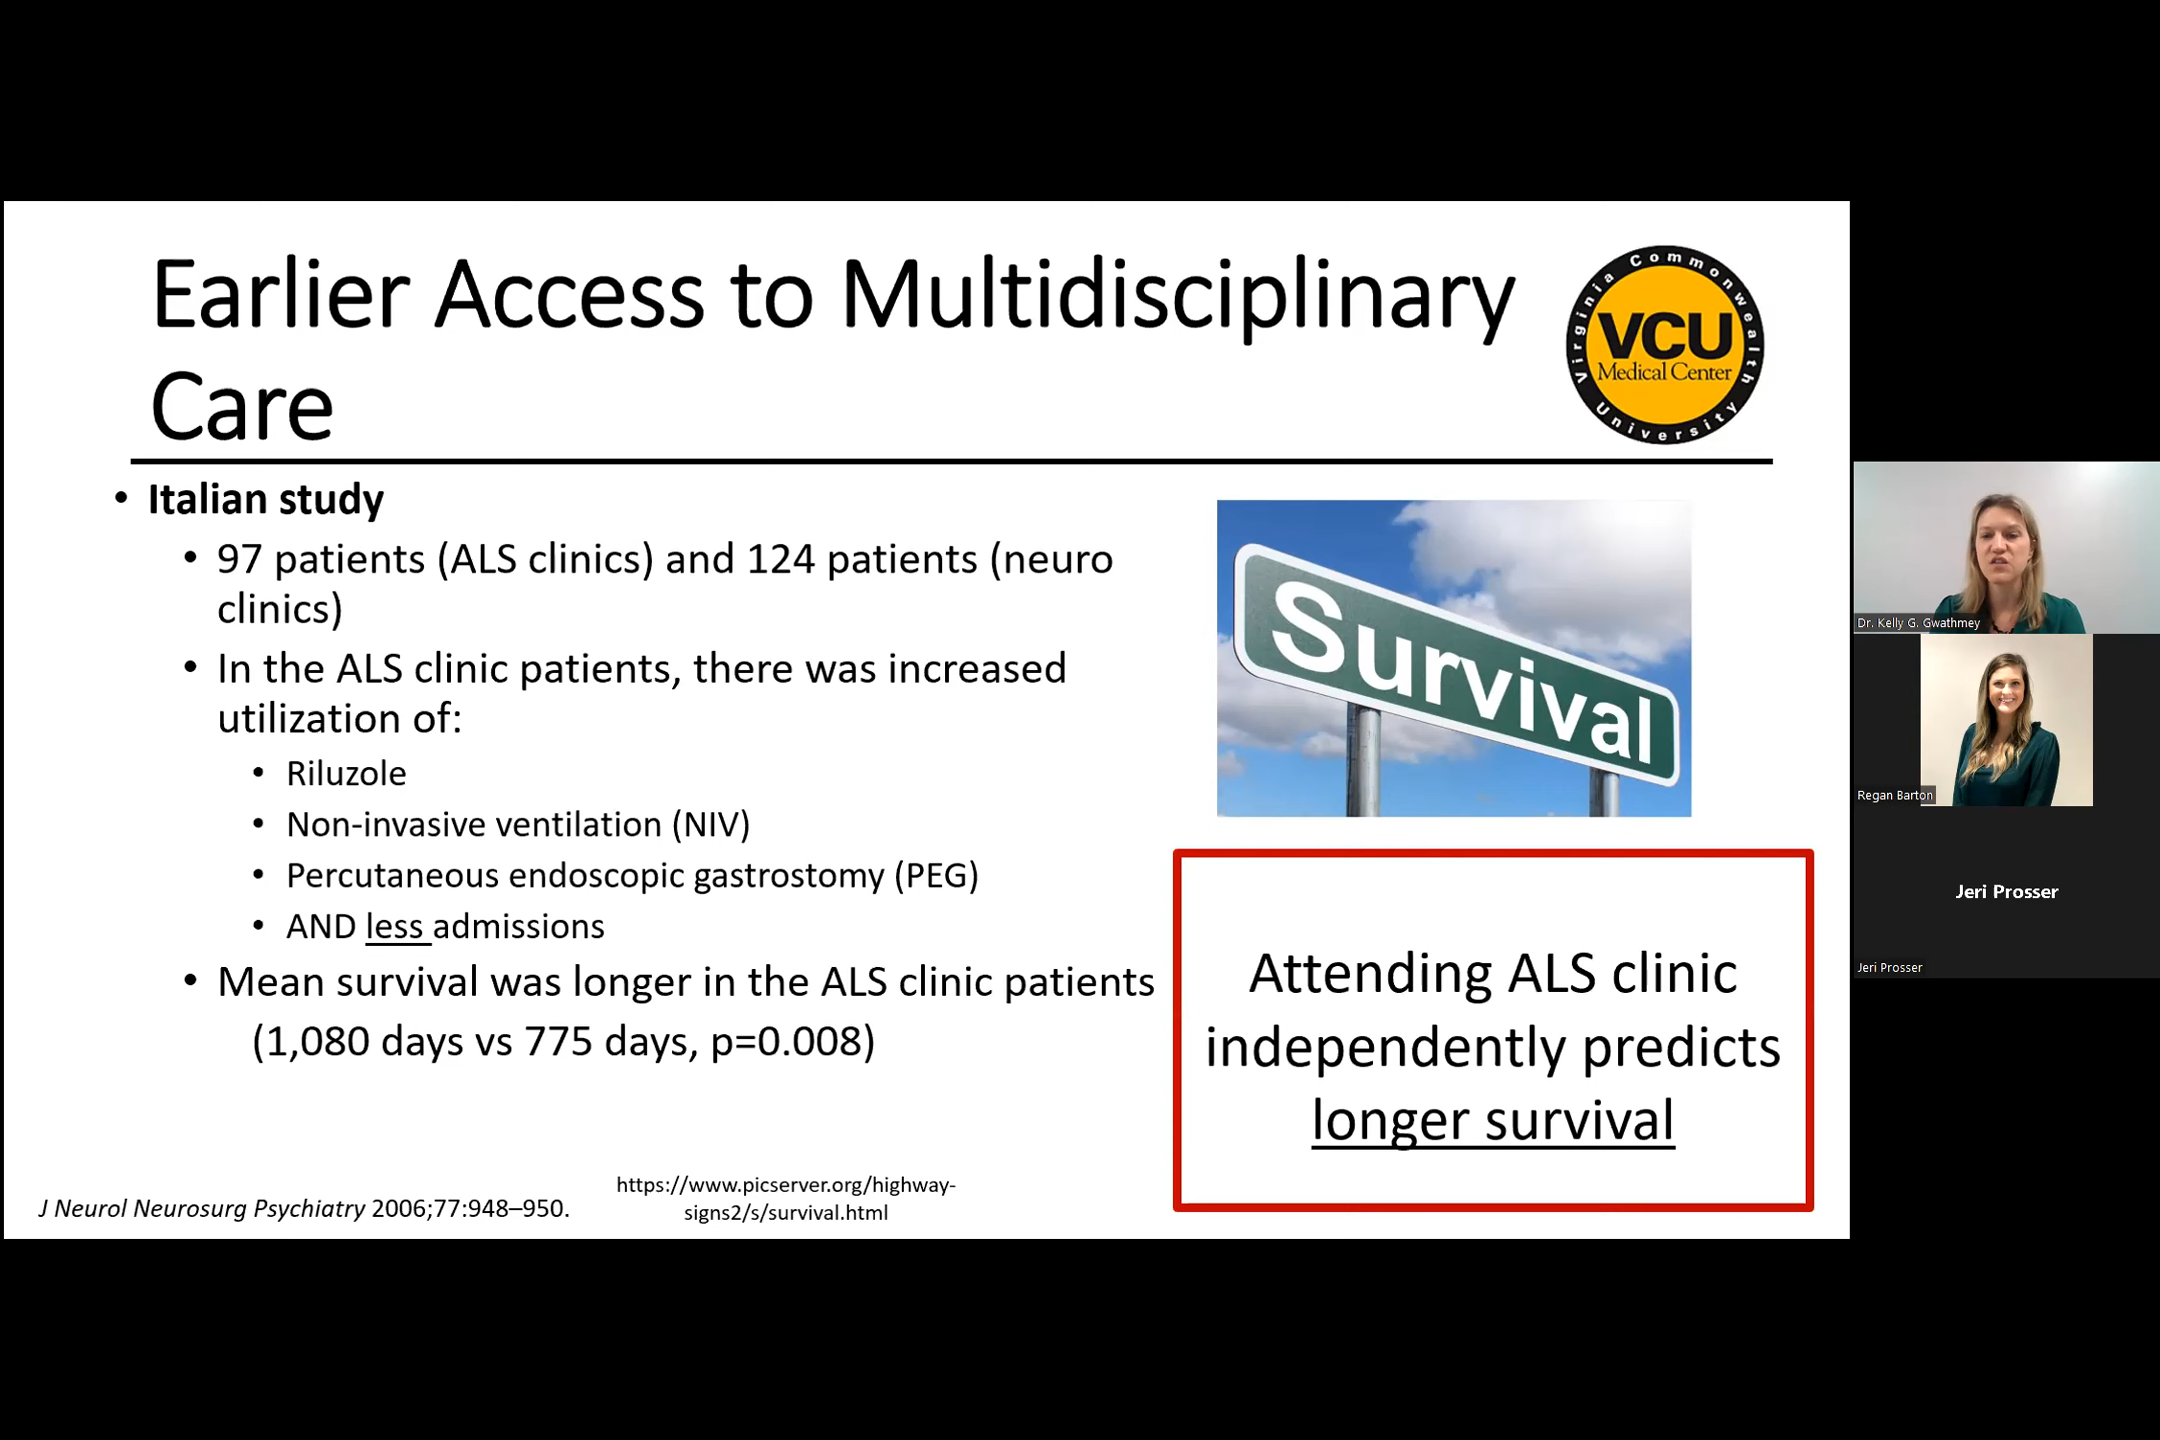 Earlier Access to Multidisciplinary
Care
Virginia Commonwealth
VCU
Medical Center
University
• Italian study
• 97 patients (ALS clinics) and 124 patients (neuro
clinics)
• In the ALS clinic patients, there was increased
utilization of:
• Riluzole
• Non-invasive ventilation (NIV)
• Percutaneous endoscopic gastrostomy (PEG)
• AND less admissions
• Mean survival was longer in the ALS clinic patients
(1,080 days vs 775 days, p=0.008)
Survival
Attending ALS clinic
independently predicts
longer survival
J Neurol Neurosurg Psychiatry 2006;77:948–950.
https://www.picserver.org/highway-
signs2/s/survival.html
Dr. Kelly G. Gwathmey
Regan Barton
Jeri Prosser
Jeri Prosser